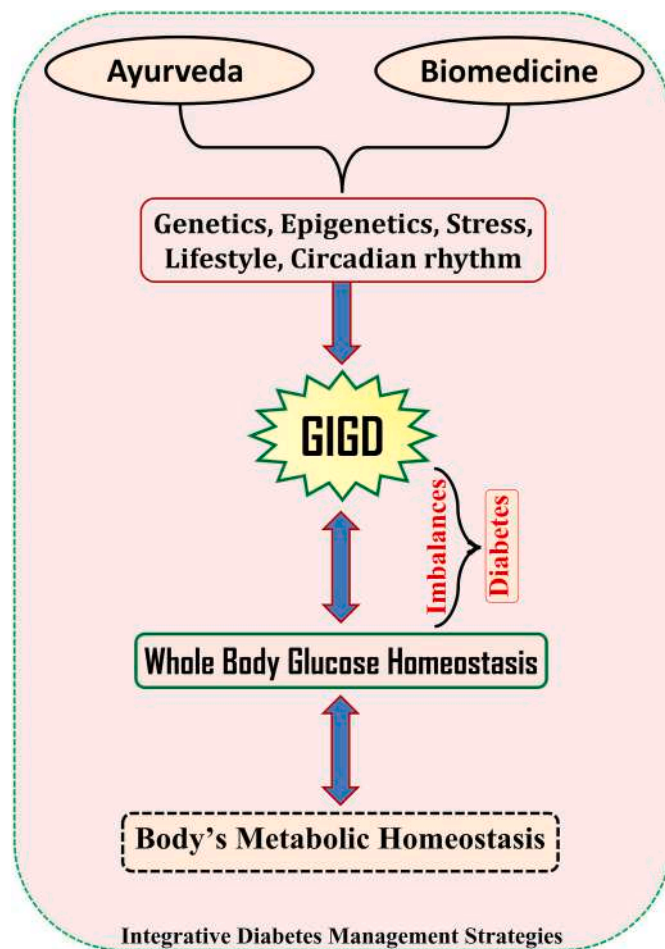 Ayurveda
Biomedicine
Genetics, Epigenetics, Stress,
Lifestyle, Circadian rhythm
GIGD
Imbalances
Diabetes
Whole Body Glucose Homeostasis
Body's Metabolic Homeostasis
Integrative Diabetes Management Strategies